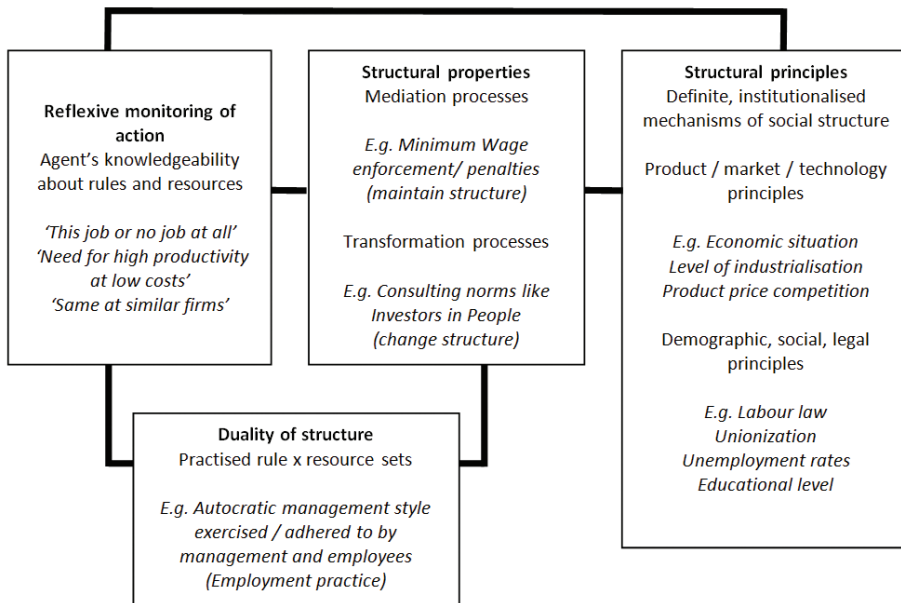 Reflexive monitoring of
action
Agent's knowledgeability
about rules and resources
‘This job or no job at all’
‘Need for high productivity
at low costs’
‘Same at similar firms’
Structural properties
Mediation processes
E.g. Minimum Wage
enforcement/ penalties
(maintain structure)
Transformation processes
E.g. Consulting norms like
Investors in People
(change structure)
Structural principles
Definite, institutionalised
mechanisms of social structure
Product / market / technology
principles
E.g. Economic situation
Level of industrialisation
Product price competition
Demographic, social, legal
principles
E.g. Labour law
Unionization
Unemployment rates
Educational level
Duality of structure
Practised rule x resource sets
E.g. Autocratic management style
exercised / adhered to by
management and employees
(Employment practice)